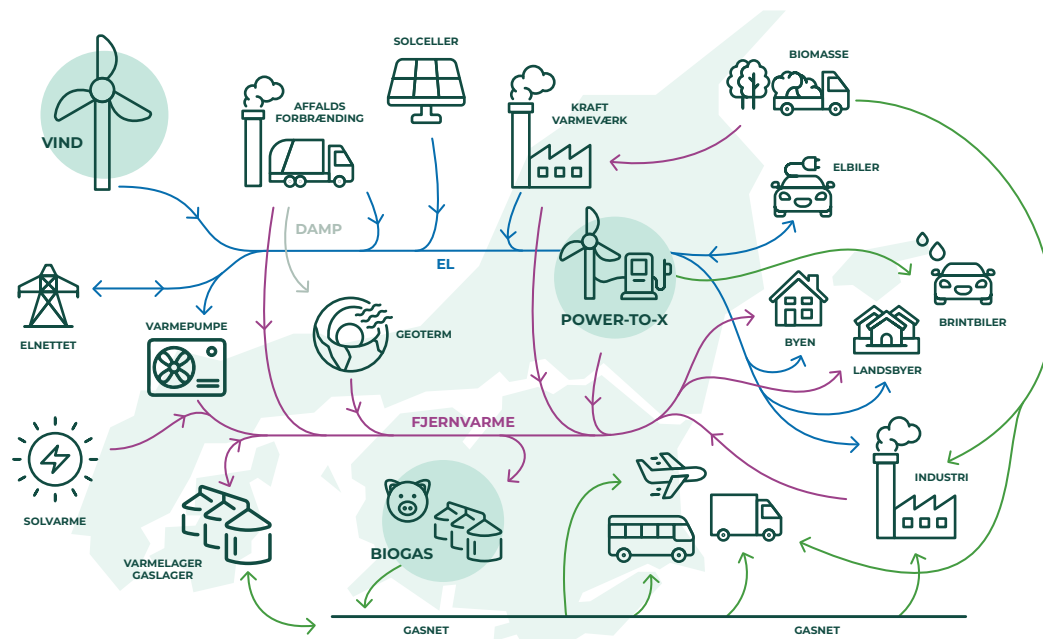 SOLCELLER
BIOMASSE
AFFALDS
FORBRÆNDING
KRAFT
VARMEVÆRK
VIND
ELBILER
DAMP
EL
POWER-TO-X
BRINTBILER
ELNETTET
VARMEPUMPE
GEOTERM
BYEN
LANDSBYER
FJERNVARME
INDUSTRI
SOLVARME
BIOGAS
VARMELAGER
GASLAGER
GASNET
GASNET